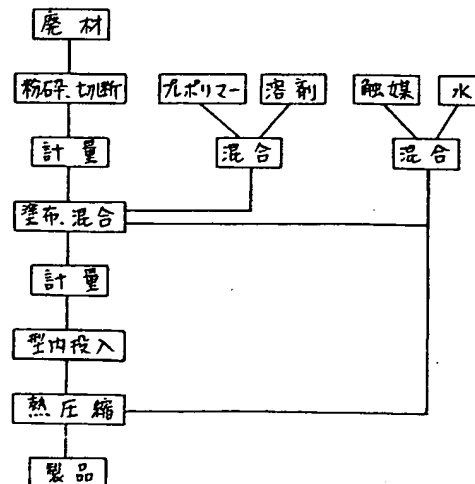 廃材
粉砕、切断
プレポリマー
溶剤
触媒
水
計量
混合
混合
塗布、混合
計量
型内投入
熱圧縮
製品